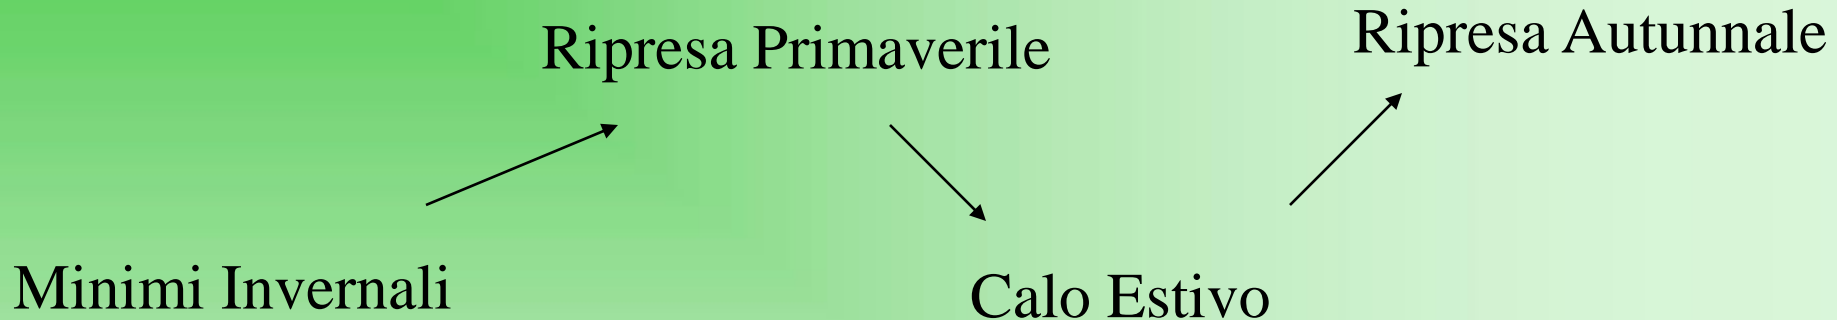 Ripresa Primaverile
Ripresa Autunnale
Minimi Invernali
Calo Estivo